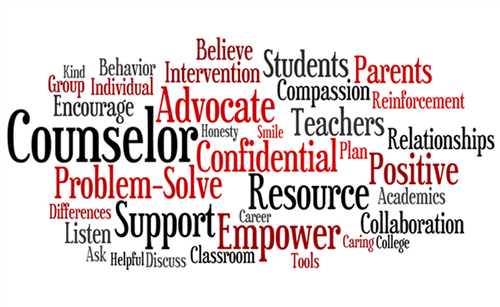 Believe
Students
Kind
Behavior
Parents
Group
Individual
Intervention
Compassion
Encourage
Advocate
Reinforcement
Counselor
Honesty
Smile
Teachers
Relationships
Confidential
Plan
Positive
Problem-Solve
Resource
Academics
Differences
Support
Career
Collaboration
Listen
Empower
Caring
College
Ask
Helpful
Discuss
Classroom
Tools